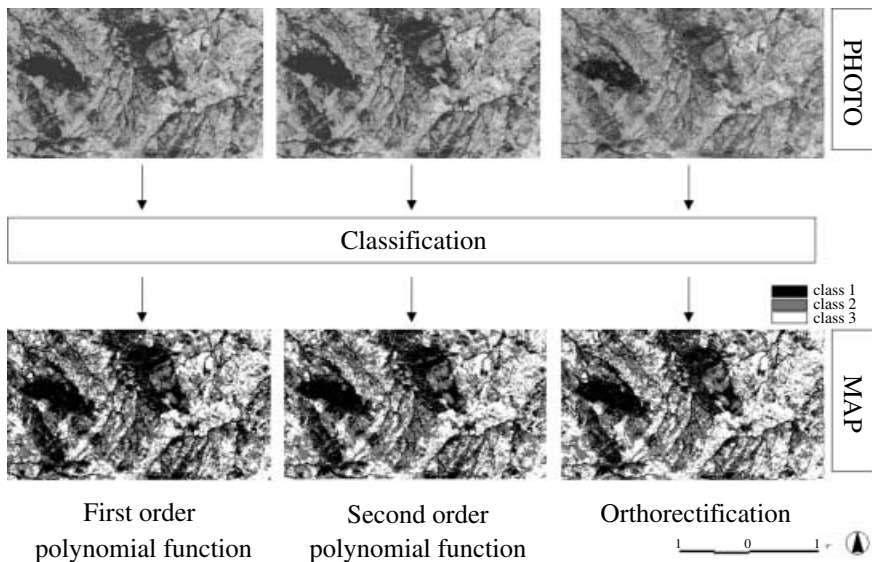 PHOTO
Classification
class 1
class 2
class 3
MAP
First order
polynomial function
Second order
polynomial function
Orthorectification
1 0 1